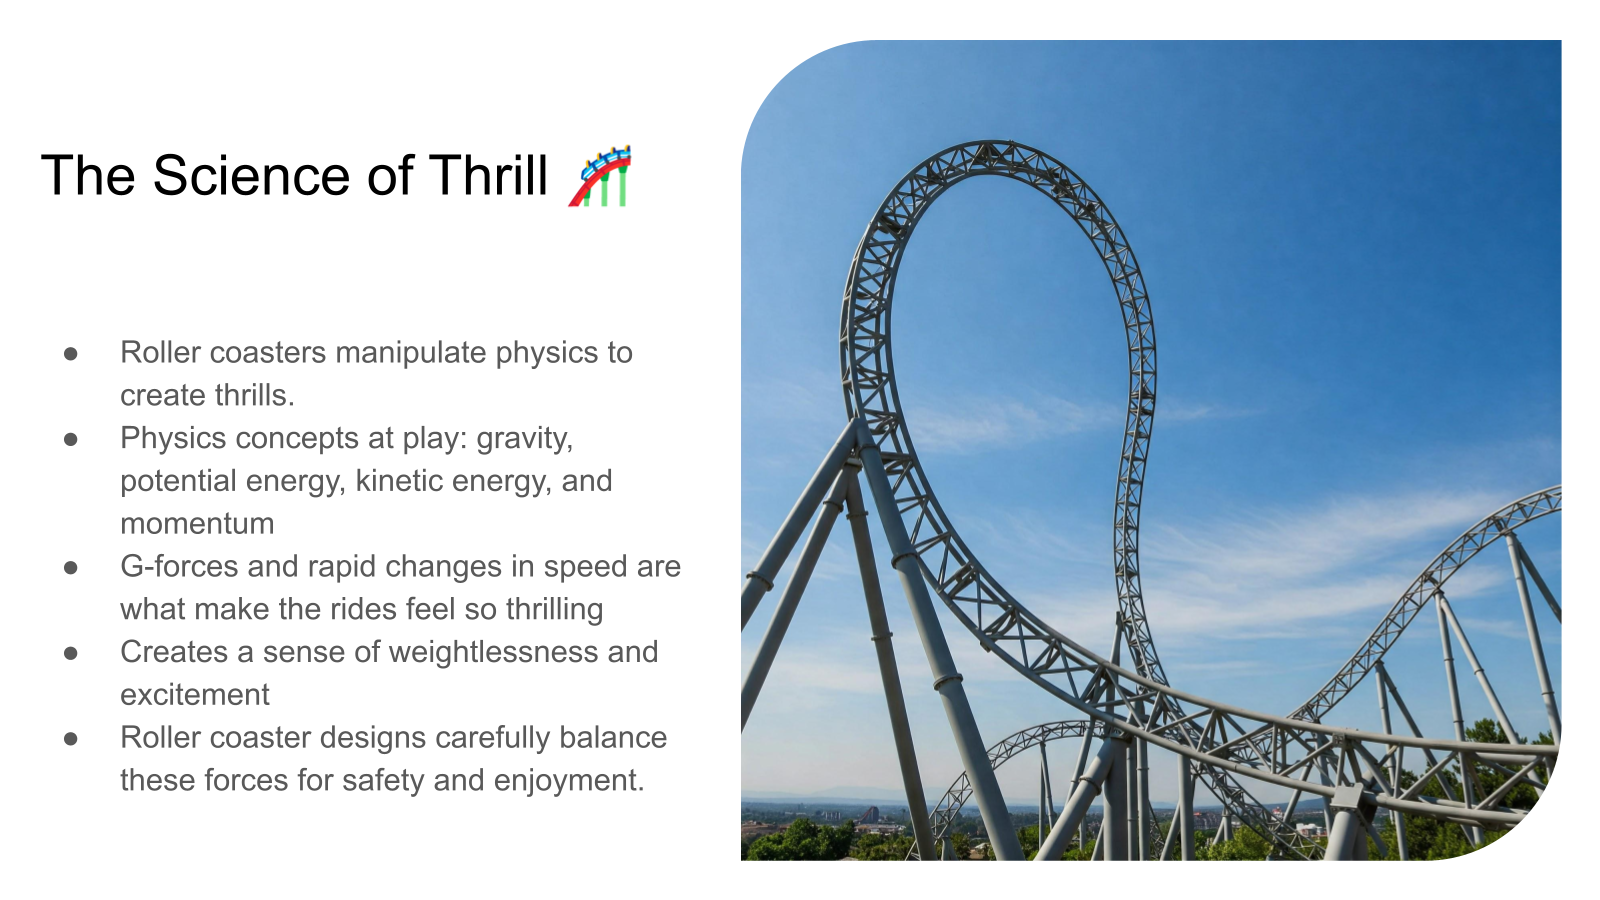 The Science of Thrill 🎢
● Roller coasters manipulate physics to
create thrills.
● Physics concepts at play: gravity,
potential energy, kinetic energy, and
momentum
● G-forces and rapid changes in speed are
what make the rides feel so thrilling
● Creates a sense of weightlessness and
excitement
● Roller coaster designs carefully balance
these forces for safety and enjoyment.